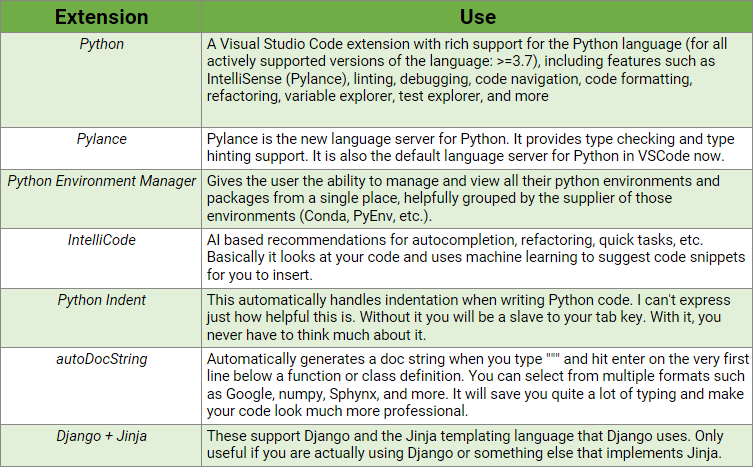 Extension Use
Python
A Visual Studio Code extension with rich support for the Python language (for all
actively supported versions of the language: >=3.7), including features such as
IntelliSense (Pylance), linting, debugging, code navigation, code formatting,
refactoring, variable explorer, test explorer, and more
Pylance
Pylance is the new language server for Python. It provides type checking and type
hinting support. It is also the default language server for Python in VSCode now.
Python Environment Manager
Gives the user the ability to manage and view all their python environments and
packages from a single place, helpfully grouped by the supplier of those
environments (Conda, PyEnv, etc.).
IntelliCode
AI based recommendations for autocompletion, refactoring, quick tasks, etc.
Basically it looks at your code and uses machine learning to suggest code snippets
for you to insert.
Python Indent
This automatically handles indentation when writing Python code. I can't express
just how helpful this is. Without it you will be a slave to your tab key. With it, you
never have to think much about it.
autoDocString
Automatically generates a doc string when you type """ and hit enter on the very first
line below a function or class definition. You can select from multiple formats such
as Google, numpy, Sphynx, and more. It will save you quite a lot of typing and make
your code look much more professional.
Django + Jinja
These support Django and the Jinja templating language that Django uses. Only
useful if you are actually using Django or something else that implements Jinja.